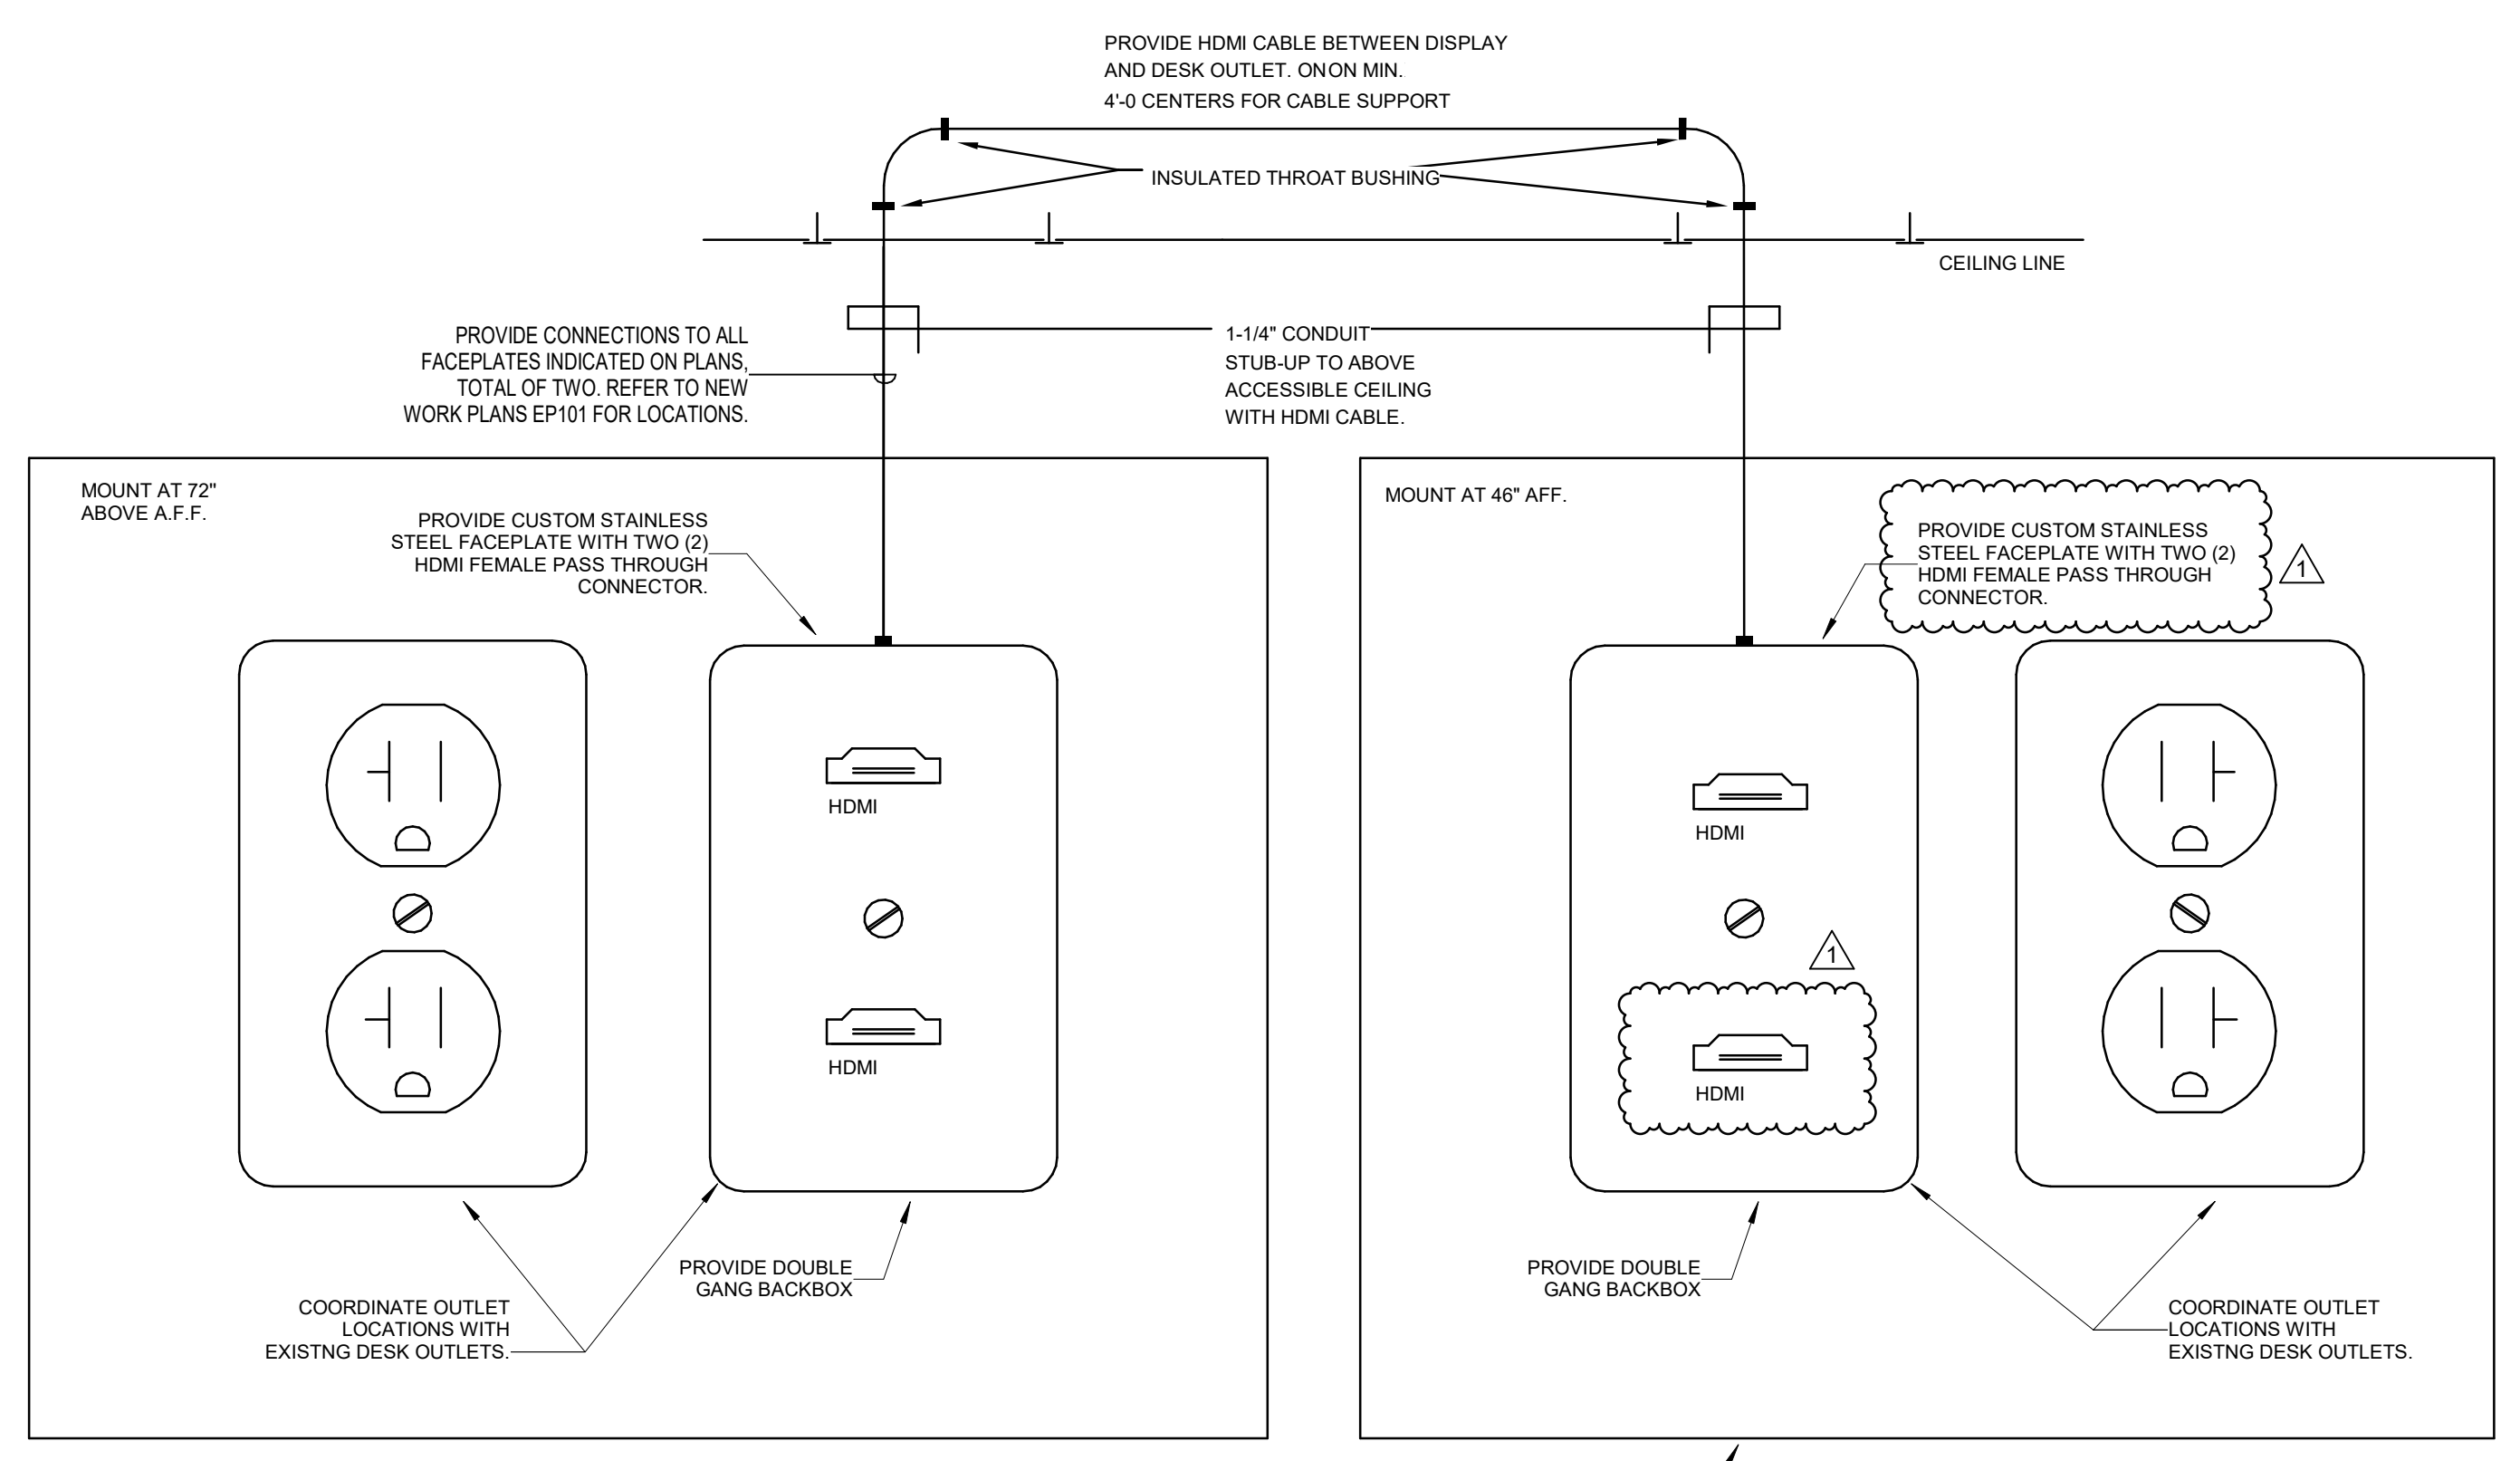 PROVIDE HDMI CABLE BETWEEN DISPLAY
AND DESK OUTLET. ONON MIN.
4'-0 CENTERS FOR CABLE SUPPORT
INSULATED THROAT BUSHING
CEILING LINE
PROVIDE CONNECTIONS TO ALL
FACEPLATES INDICATED ON PLANS,
TOTAL OF TWO. REFER TO NEW
WORK PLANS EP101 FOR LOCATIONS.
1-1/4" CONDUIT
STUB-UP TO ABOVE
ACCESSIBLE CEILING
WITH HDMI CABLE.
MOUNT AT 72"
ABOVE A.F.F.
PROVIDE CUSTOM STAINLESS
STEEL FACEPLATE WITH TWO (2)
HDMI FEMALE PASS THROUGH
CONNECTOR.
HDMI
HDMI
PROVIDE DOUBLE
GANG BACKBOX
COORDINATE OUTLET
LOCATIONS WITH
EXISTNG DESK OUTLETS.
MOUNT AT 46" AFF.
PROVIDE CUSTOM STAINLESS
STEEL FACEPLATE WITH TWO (2)
HDMI FEMALE PASS THROUGH
CONNECTOR.
1
HDMI
1
HDMI
PROVIDE DOUBLE
GANG BACKBOX
COORDINATE OUTLET
LOCATIONS WITH
EXISTNG DESK OUTLETS.